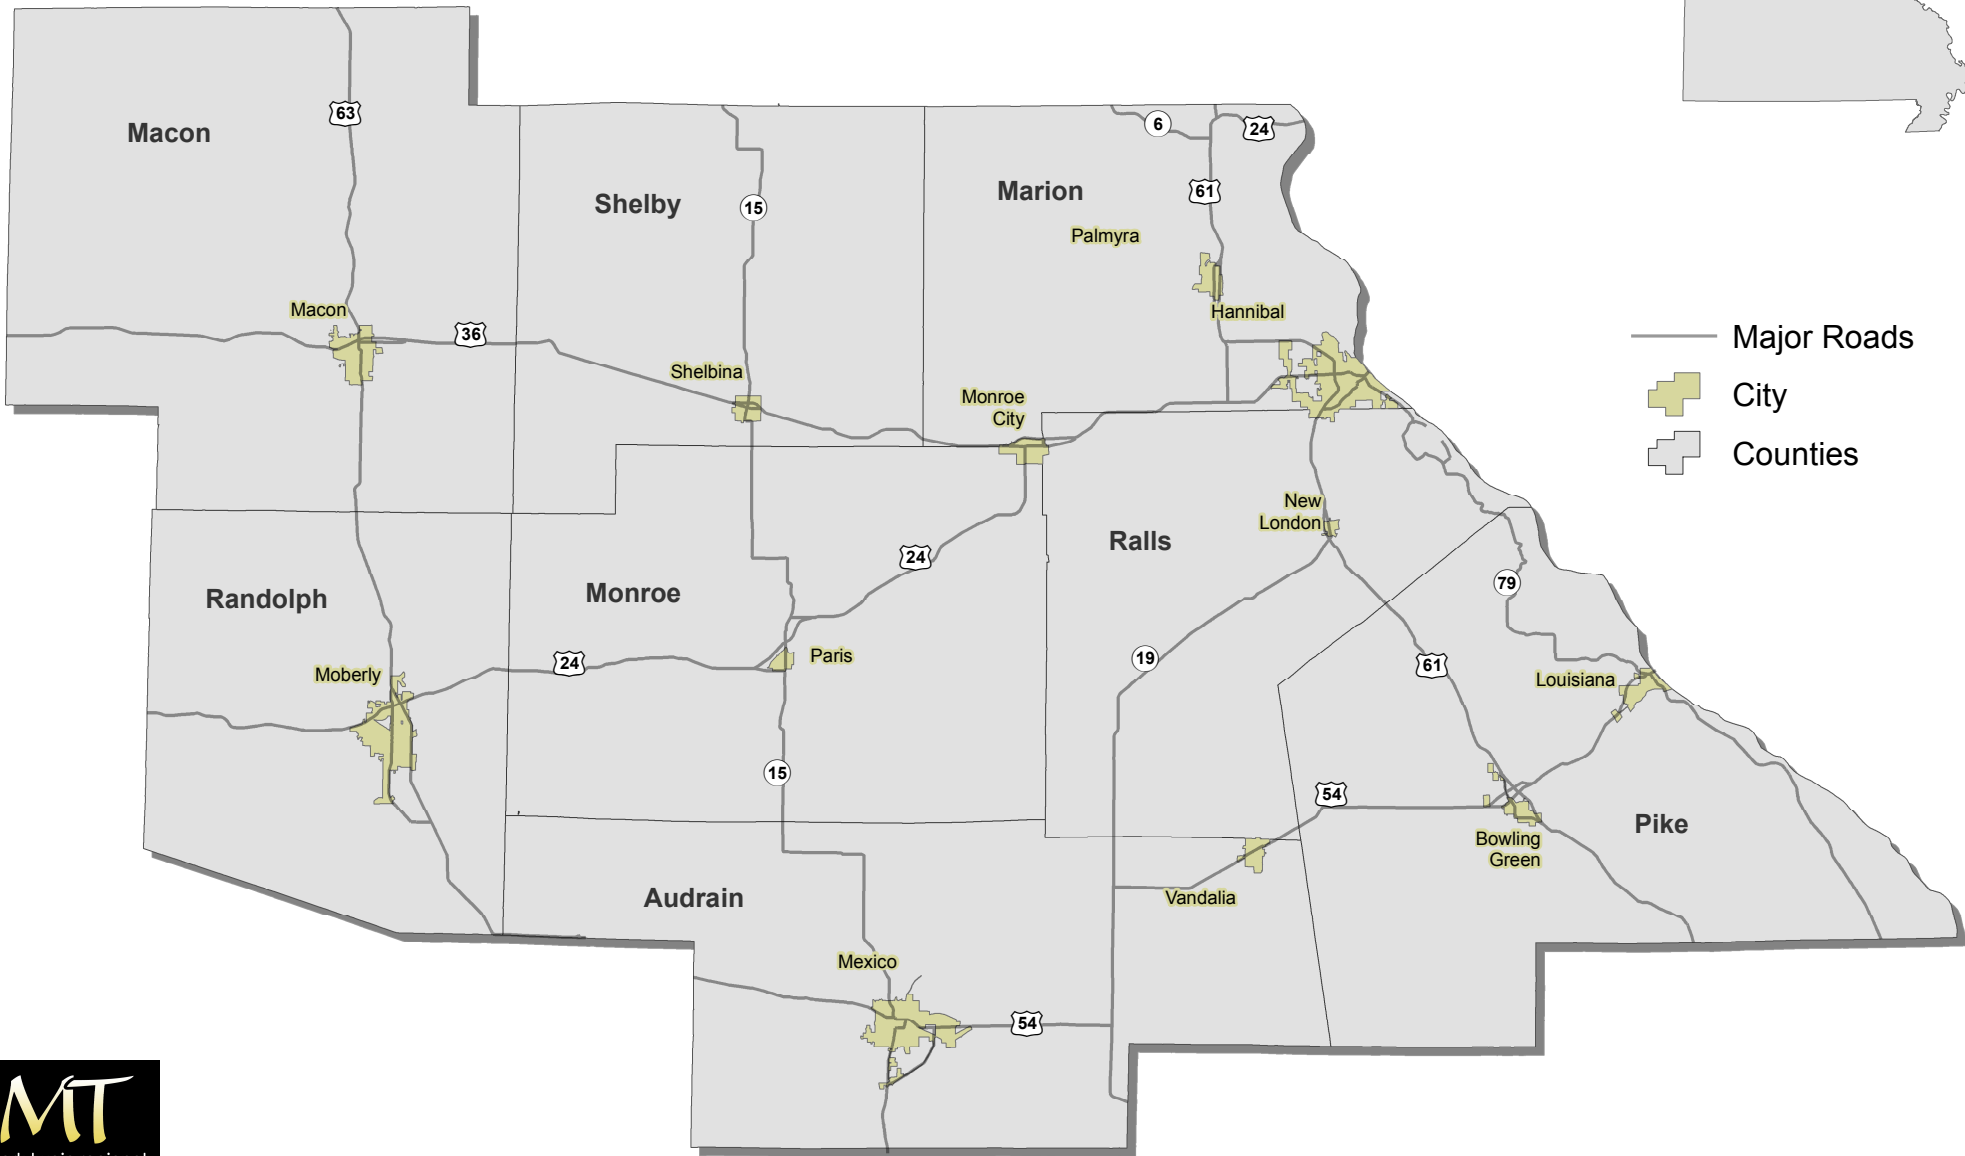 Macon
63
6
24
Shelby
15
Marion
61
Palmyra
Macon
36
Hannibal
Major Roads
Shelbina
Monroe
City
City
Counties
New
London
Ralls
24
79
Randolph
Monroe
24
Paris
19
61
Moberly
Louisiana
15
54
Bowling
Green
Pike
Audrain
Vandalia
Mexico
54
MT